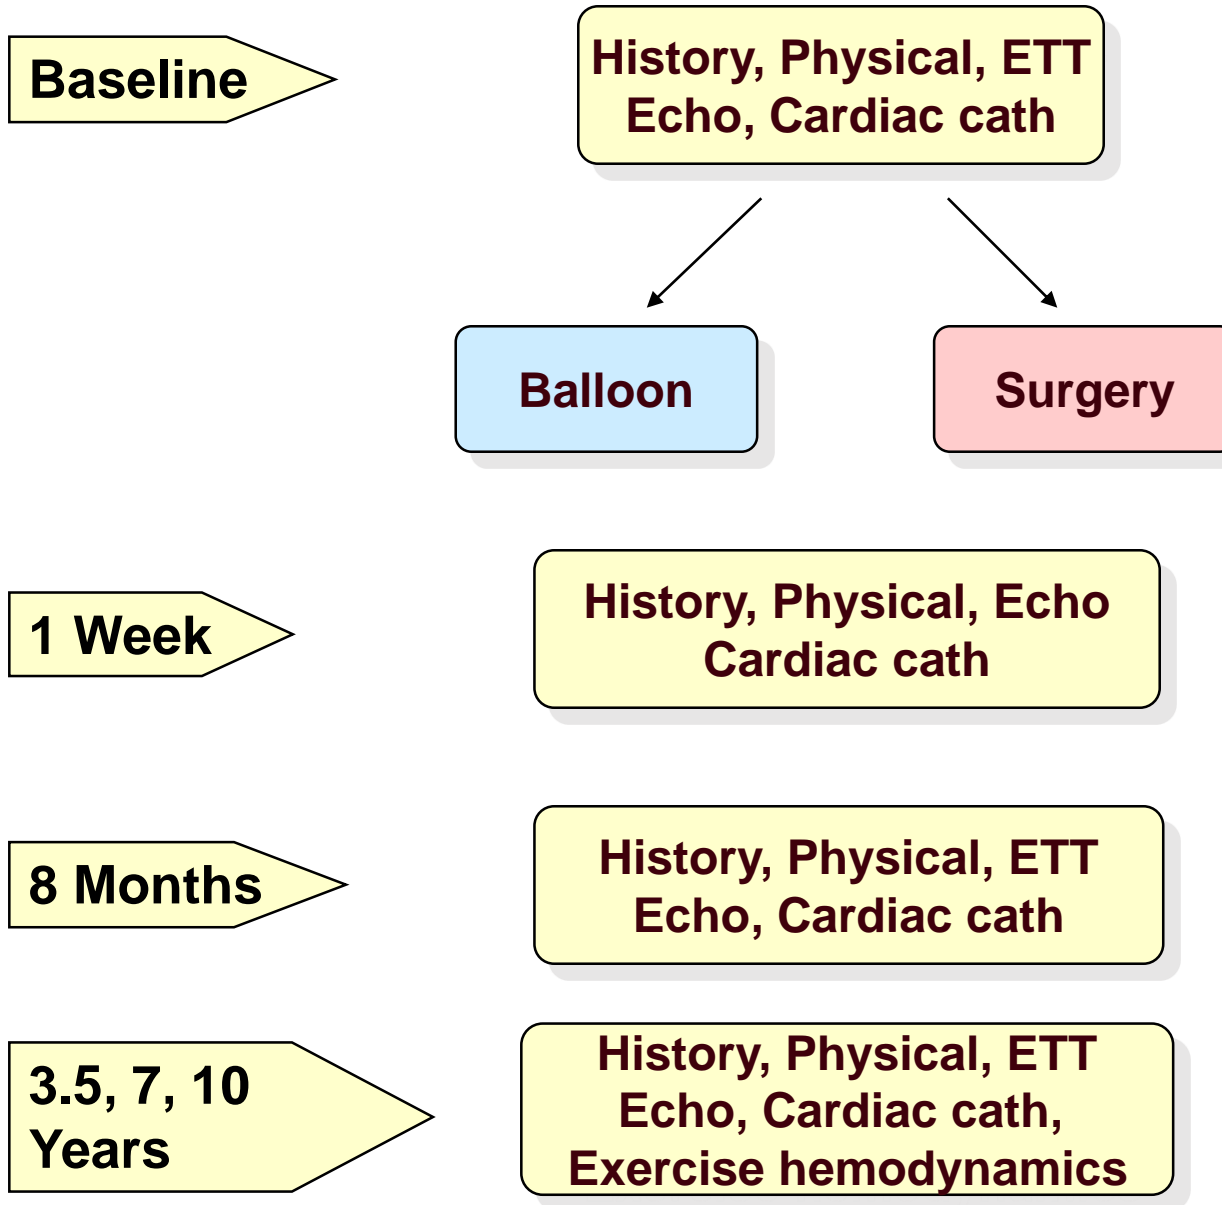 Baseline
History, Physical, ETT
Echo, Cardiac cath
Balloon
Surgery
1 Week
History, Physical, Echo
Cardiac cath
8 Months
History, Physical, ETT
Echo, Cardiac cath
3.5, 7, 10
Years
History, Physical, ETT
Echo, Cardiac cath,
Exercise hemodynamics